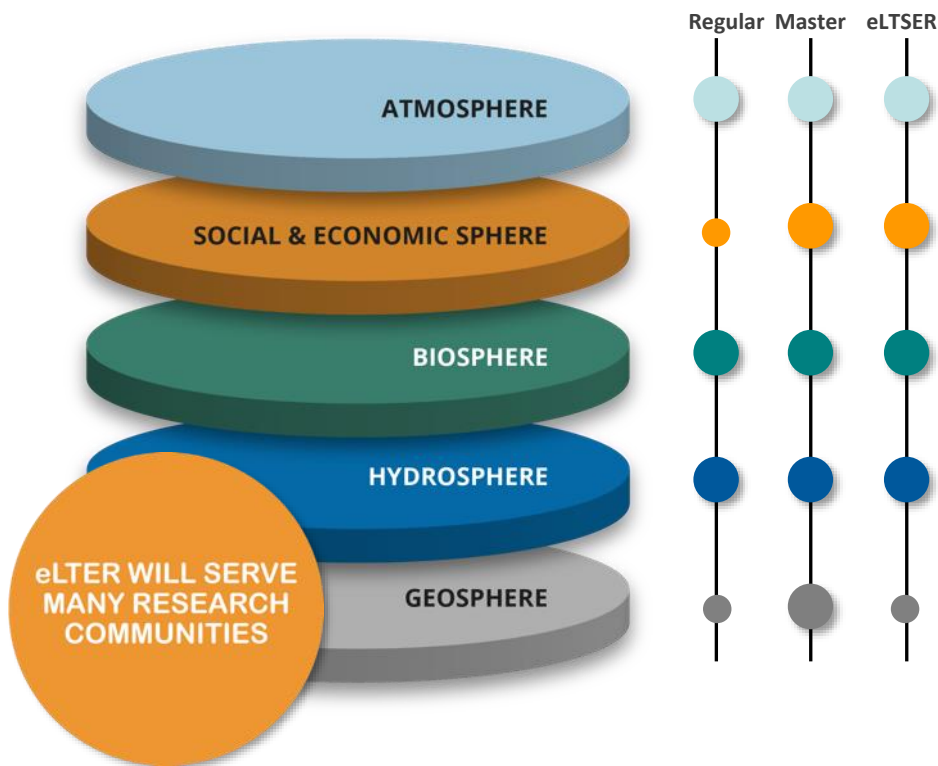 Regular Master eLTSER
ATMOSPHERE
SOCIAL & ECONOMIC SPHERE
BIOSPHERE
HYDROSPHERE
GEOSPHERE
eLTER WILL SERVE
MANY RESEARCH
COMMUNITIES